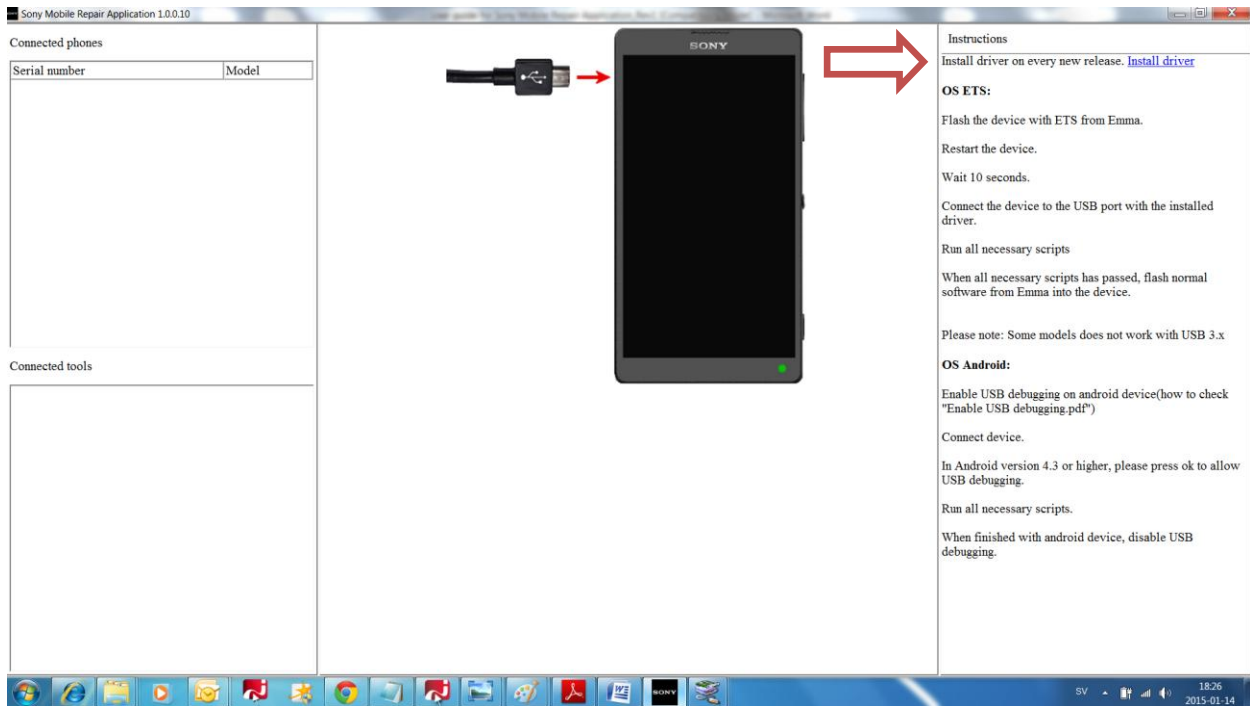 Sony Mobile Repair Application 1.0.0.10
Connected phones
Serial number Model
Connected tools
SONY
Instructions
Install driver on every new release. Install driver
OS ETS:
Flash the device with ETS from Emma.
Restart the device.
Wait 10 seconds.
Connect the device to the USB port with the installed
driver.
Run all necessary scripts
When all necessary scripts has passed, flash normal
software from Emma into the device.
Please note: Some models does not work with USB 3.x
OS Android:
Enable USB debugging on android device(how to check
"Enable USB debugging.pdf")
Connect device.
In Android version 4.3 or higher, please press ok to allow
USB debugging.
Run all necessary scripts.
When finished with android device, disable USB
debugging.
SONY
SV
18:26
2015-01-14